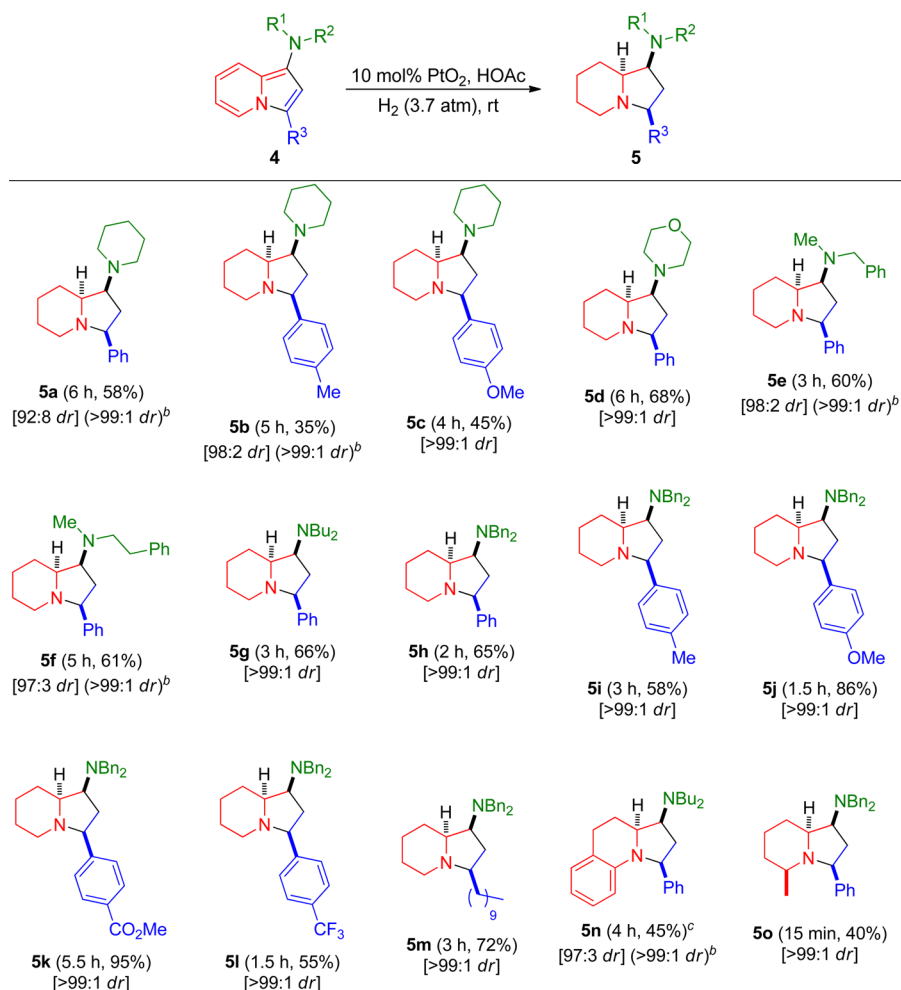 R¹
N
R²
N
R³
4
10 mol% PtO₂, HOAc
H₂ (3.7 atm), rt
R¹
H
N
R²
N
R³
5
H
N
N
Ph
5a (6 h, 58%)
[92:8 dr] (>99:1 dr)ᵇ
H
N
N
Me
5b (5 h, 35%)
[98:2 dr] (>99:1 dr)ᵇ
H
N
N
OMe
5c (4 h, 45%)
[>99:1 dr]
O
H
N
N
Ph
5d (6 h, 68%)
[>99:1 dr]
Me
H
N
Ph
N
Ph
5e (3 h, 60%)
[98:2 dr] (>99:1 dr)ᵇ
Me
H
N
Ph
N
Ph
5f (5 h, 61%)
[97:3 dr] (>99:1 dr)ᵇ
H
NBu₂
N
Ph
5g (3 h, 66%)
[>99:1 dr]
H
NBn₂
N
Ph
5h (2 h, 65%)
[>99:1 dr]
H
NBn₂
N
Me
5i (3 h, 58%)
[>99:1 dr]
H
NBn₂
N
OMe
5j (1.5 h, 86%)
[>99:1 dr]
H
NBn₂
N
CO₂Me
5k (5.5 h, 95%)
[>99:1 dr]
H
NBn₂
N
CF₃
5l (1.5 h, 55%)
[>99:1 dr]
H
NBn₂
N
( )
9
5m (3 h, 72%)
[>99:1 dr]
H
NBu₂
N
Ph
5n (4 h, 45%)ᶜ
[97:3 dr] (>99:1 dr)ᵇ
H
NBn₂
N
Ph
5o (15 min, 40%)
[>99:1 dr]